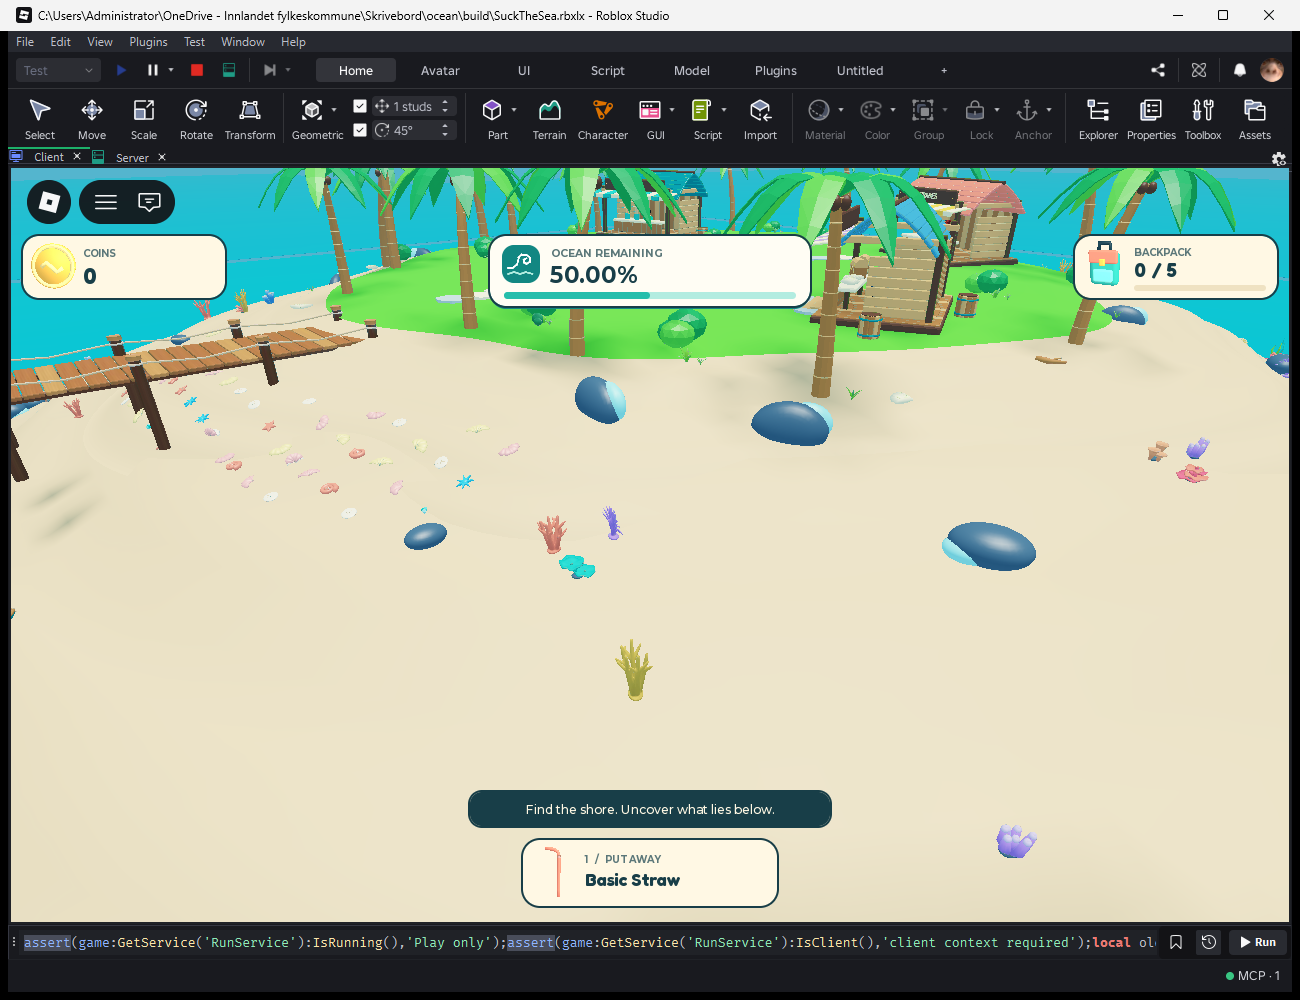 C:\Users\Administrator\OneDrive - Innlandet fylkeskommune\Skrivebord\ocean\build\SuckTheSea.rbxlx - Roblox Studio
File Edit View Plugins Test Window Help
Test Home Avatar UI Script Model Plugins Untitled +
1 studs
45°
Select Move Scale Rotate Transform Geometric Part Terrain Character GUI Script Import Material Color Group Lock Anchor Explorer Properties Toolbox Assets
Client Server
COINS
0
OCEAN REMAINING
50.00%
BACKPACK
0 / 5
Find the shore. Uncover what lies below.
1 / PUT AWAY
Basic Straw
assert(game:GetService('RunService'):IsRunning(),'Play only');assert(game:GetService('RunService'):IsClient(),'client context required');local
Run
MCP · 1